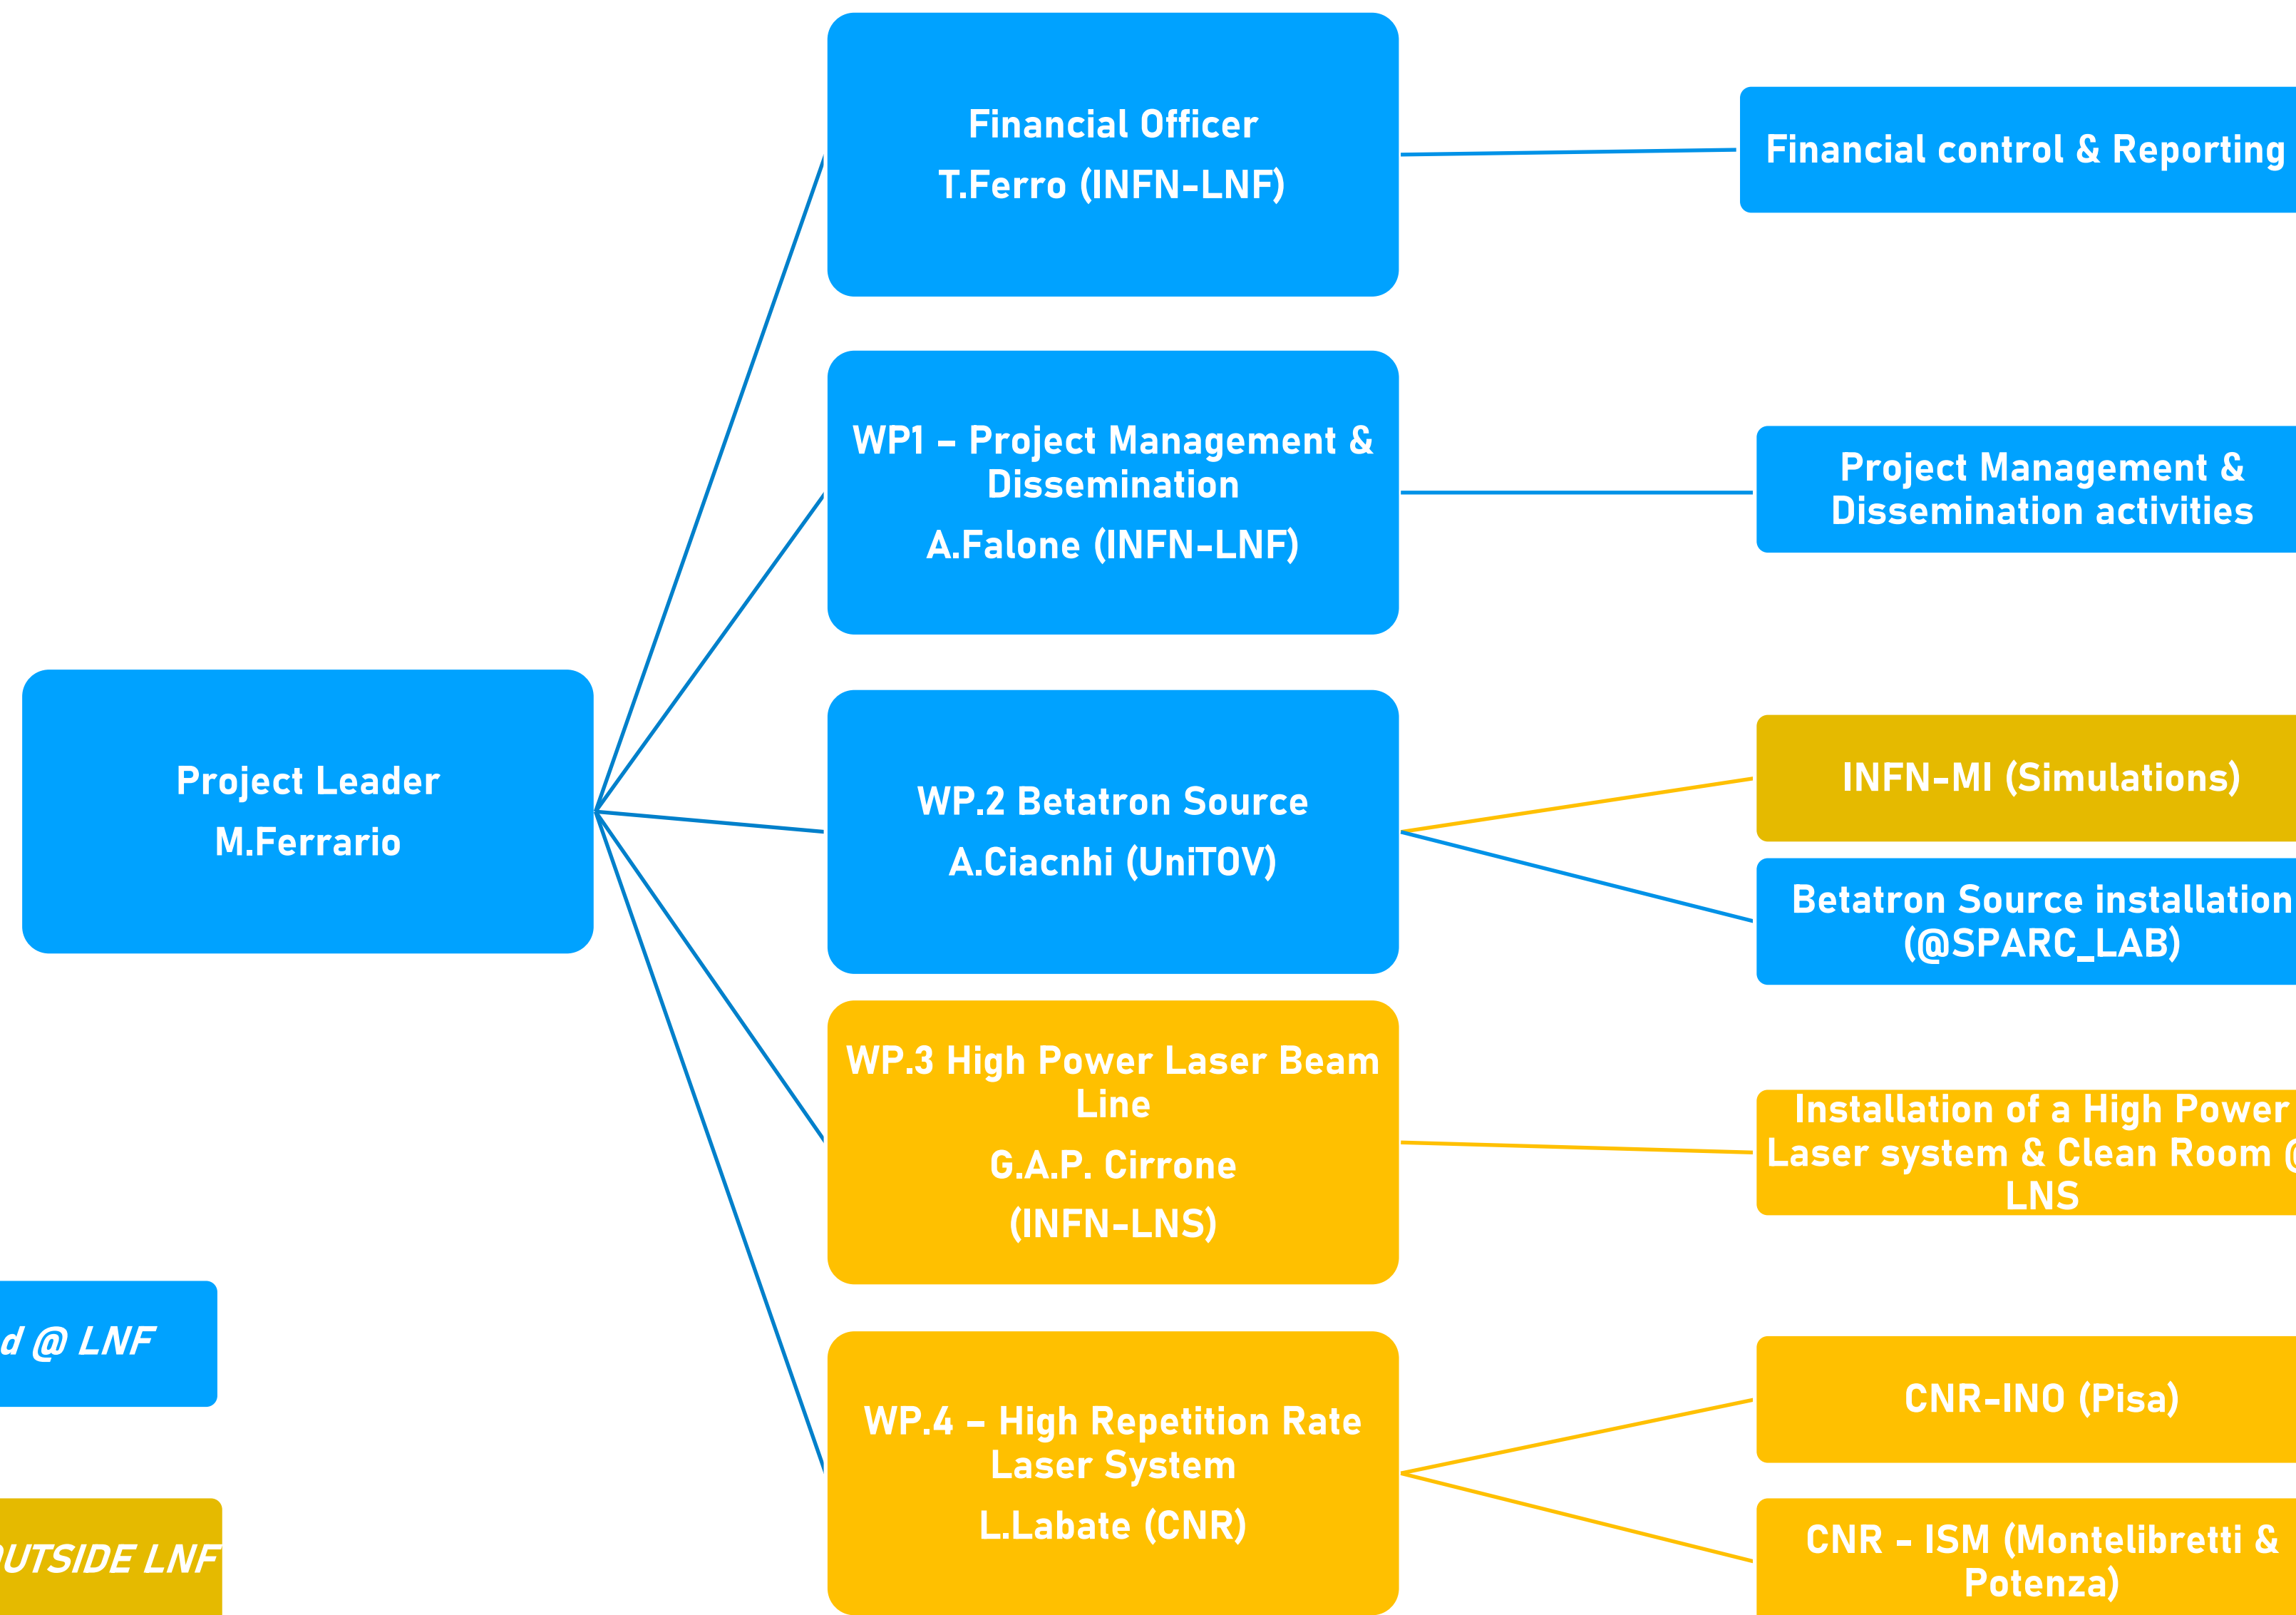 Financial Officer
T.Ferro (INFN-LNF)
Financial control & Reporting
WP1 – Project Management &
Dissemination
A.Falone (INFN-LNF)
Project Management &
Dissemination activities
Project Leader
M.Ferrario
WP.2 Betatron Source
A.Ciacnhi (UniTOV)
INFN-MI (Simulations)
Betatron Source installation
(@SPARC_LAB)
WP.3 High Power Laser Beam
Line
G.A.P. Cirrone
(INFN-LNS)
Installation of a High Power
Laser system & Clean Room @
LNS
WP.4 – High Repetition Rate
Laser System
L.Labate (CNR)
CNR-INO (Pisa)
CNR - ISM (Montelibretti &
Potenza)
@ LNF
LNF